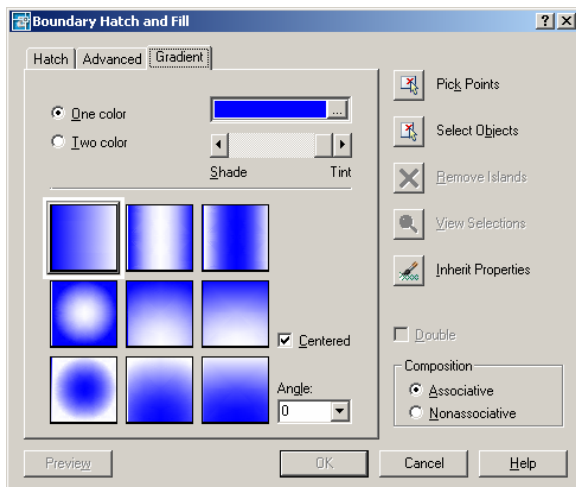 Boundary Hatch and Fill
Hatch Advanced Gradient
One color
...
Two color
Shade Tint
Centered
Angle:
0
Pick Points
Select Objects
Remove Islands
View Selections
Inherit Properties
Double
Composition
Associative
Nonassociative
Preview OK Cancel Help